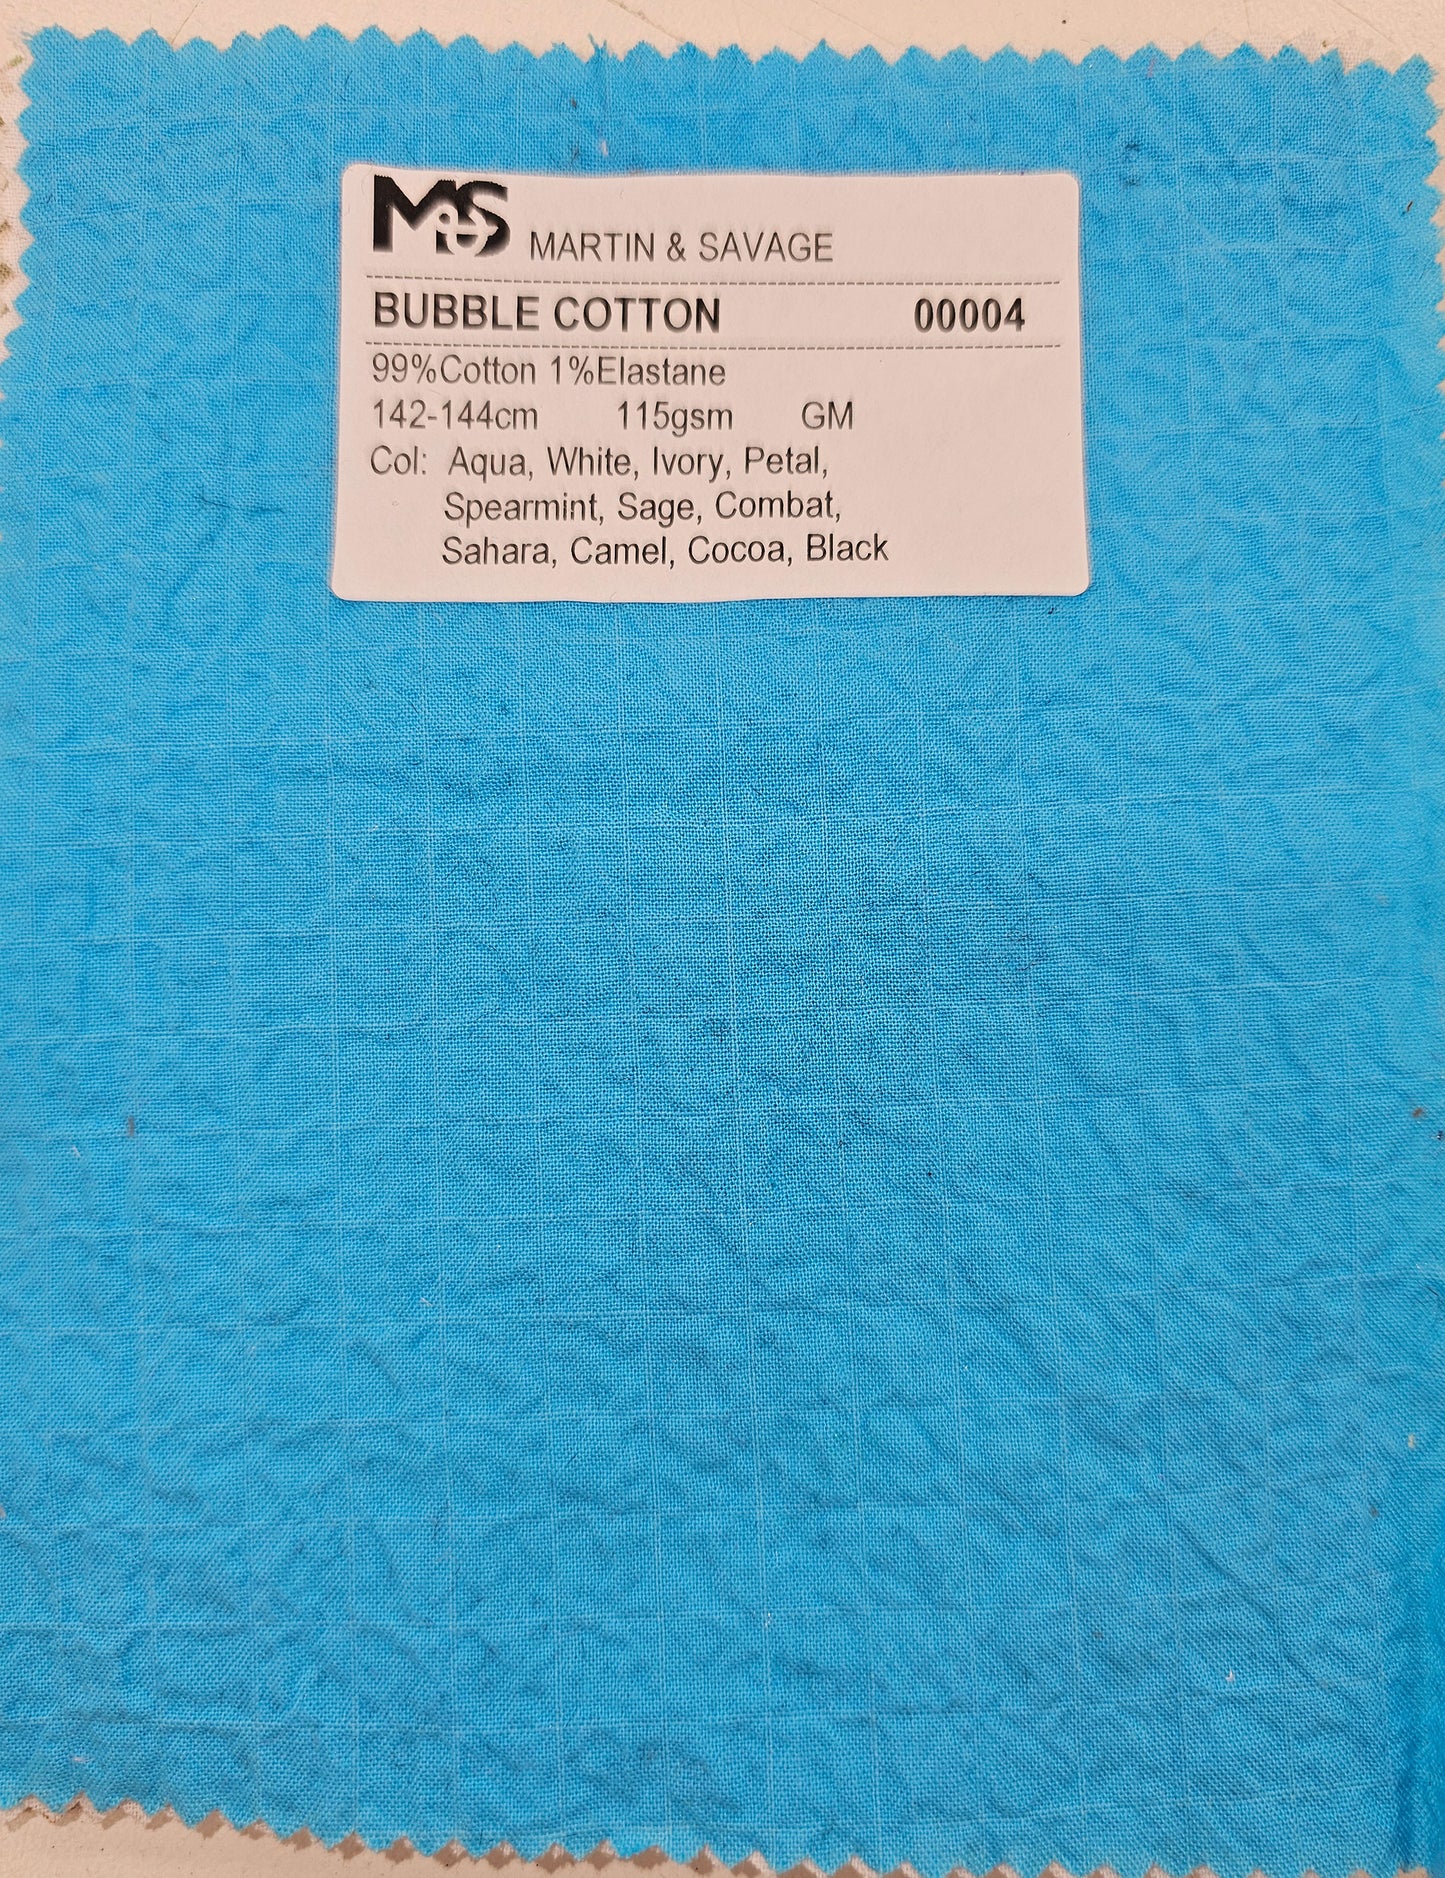 M&S MARTIN & SAVAGE
BUBBLE COTTON 00004
99%Cotton 1%Elastane
142-144cm 115gsm GM
Col: Aqua, White, Ivory, Petal,
Spearmint, Sage, Combat,
Sahara, Camel, Cocoa, Black